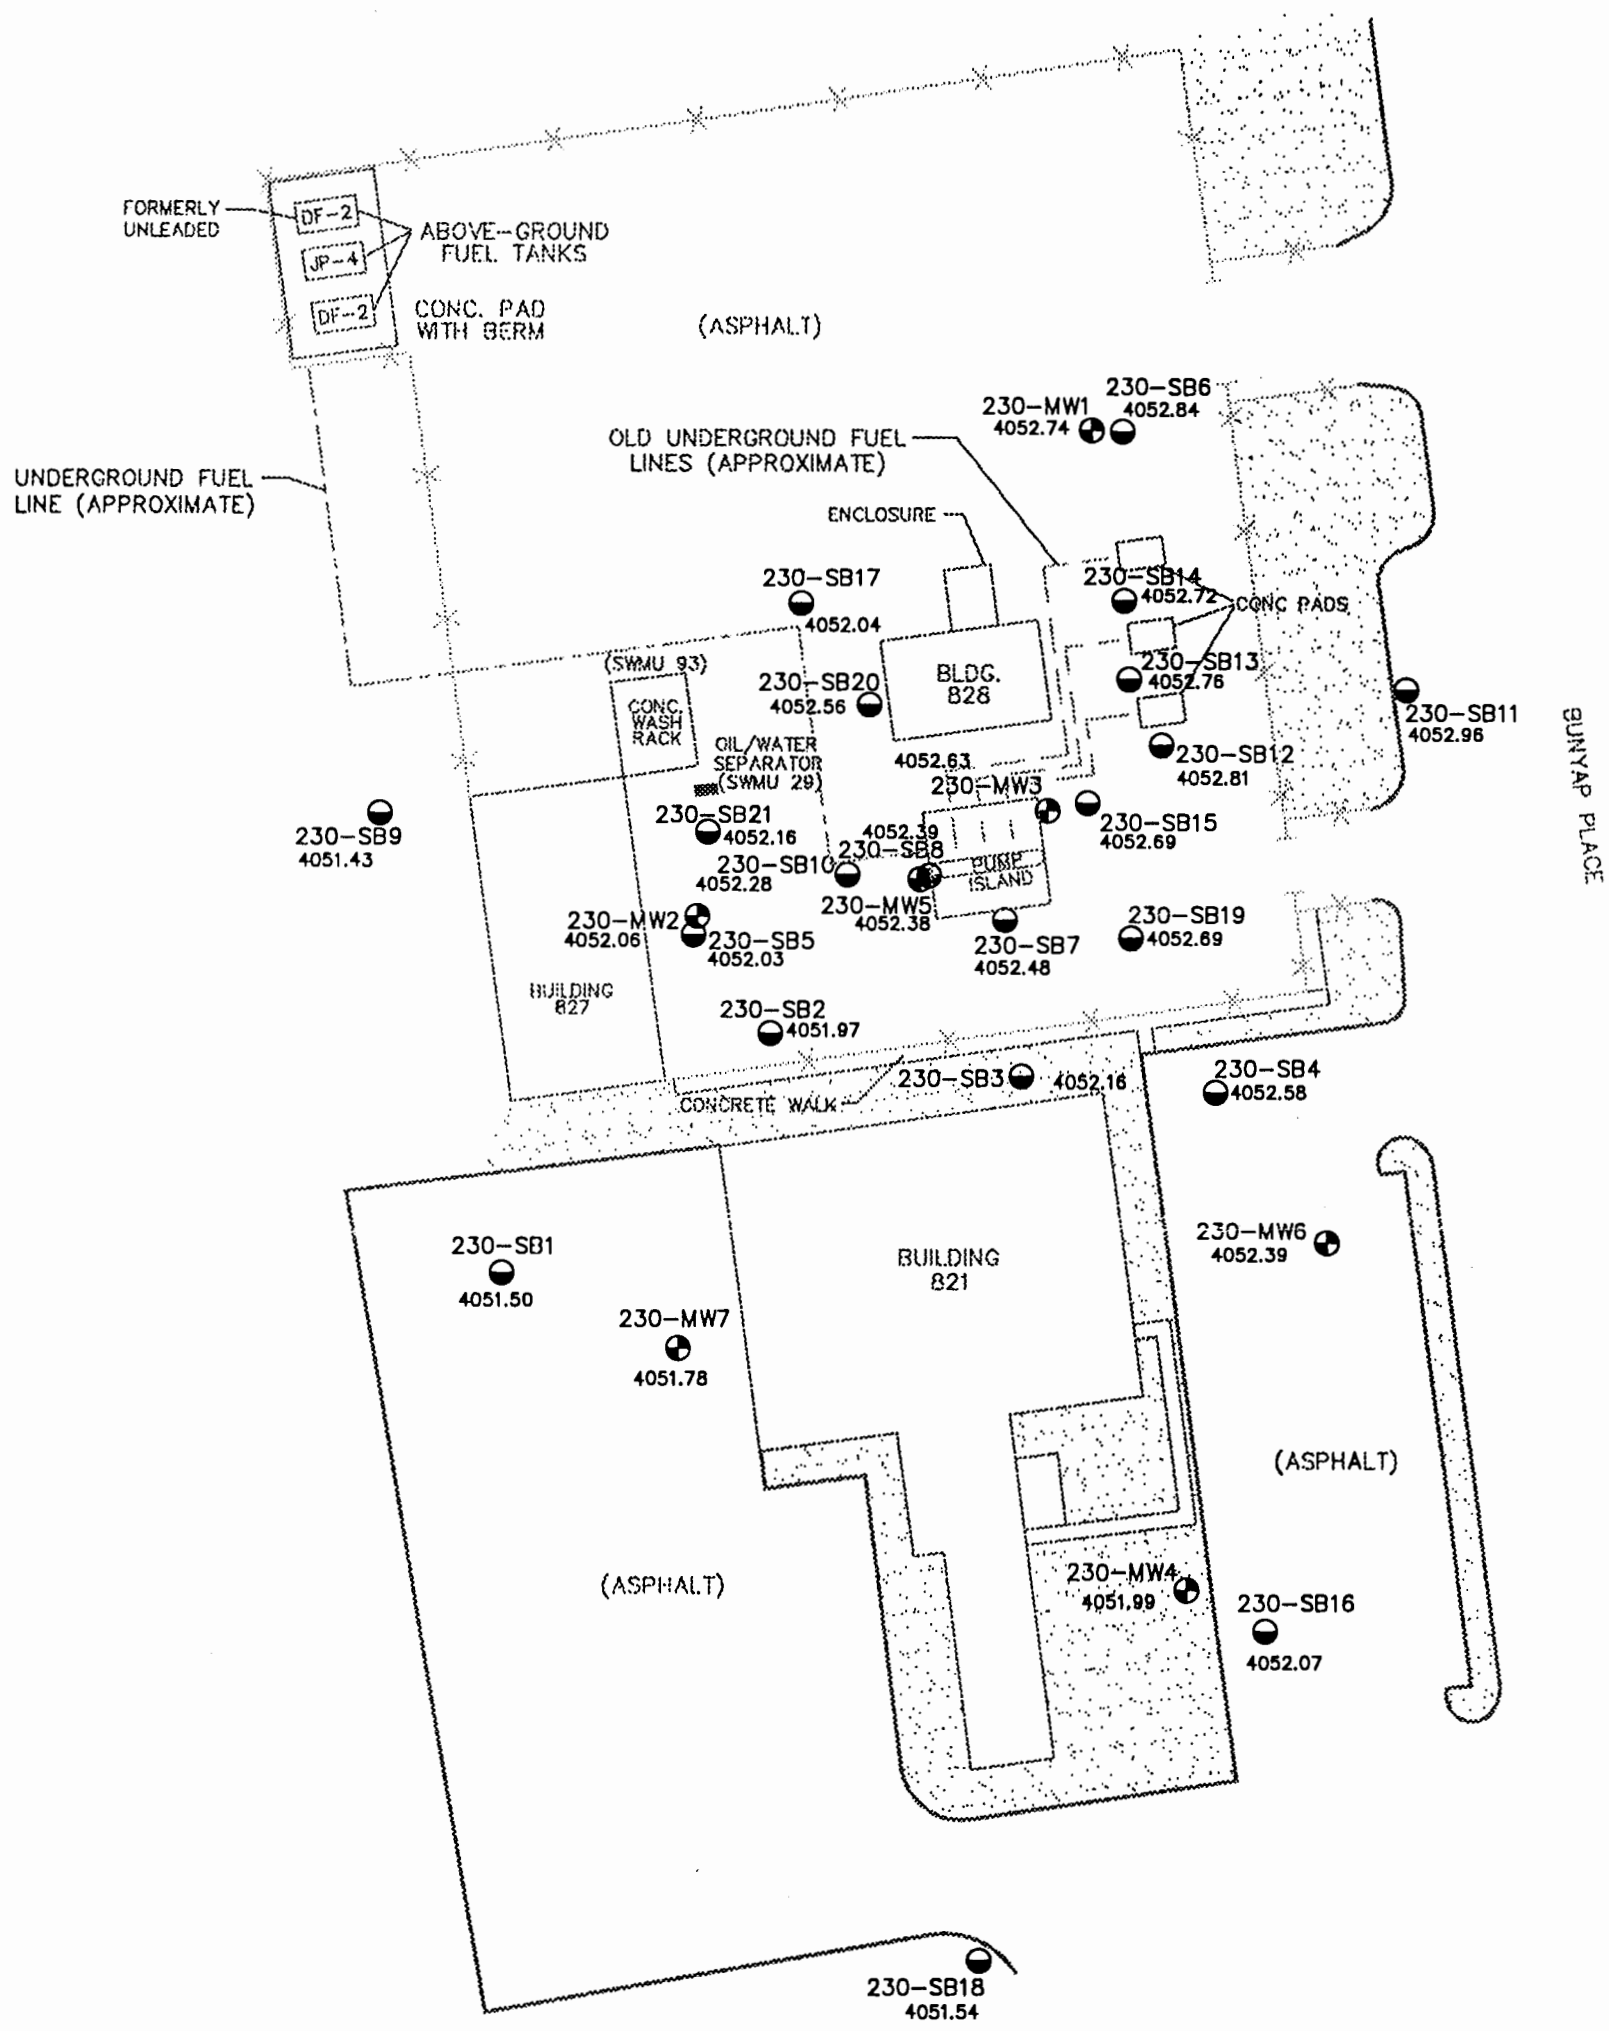 FORMERLY
UNLEADED
DF-2
JP-4
DF-2
ABOVE-GROUND
FUEL TANKS
CONC. PAD
WITH BERM
(ASPHALT)
230-SB6
4052.84
230-MW1
4052.74
OLD UNDERGROUND FUEL
LINES (APPROXIMATE)
UNDERGROUND FUEL
LINE (APPROXIMATE)
ENCLOSURE
230-SB17
4052.04
230-SB14
4052.72
CONC PADS
(SWMU 93)
CONC.
WASH
RACK
230-SB20
4052.56
BLDG.
828
230-SB13
4052.76
230-SB11
4052.96
BUNYAP PLACE
OIL/WATER
SEPARATOR
(SWMU 29)
4052.63
230-MW3
230-SB12
4052.81
230-SB9
4051.43
230-SB21
4052.16
230-SB15
4052.69
4052.39
230-SB8
230-SB10
4052.28
PUMP
ISLAND
230-MW5
4052.38
230-MW2
4052.06
230-SB5
4052.03
230-SB7
4052.48
230-SB19
4052.69
BUILDING
827
230-SB2
4051.97
230-SB3
4052.16
230-SB4
4052.58
CONCRETE WALK
230-SB1
4051.50
230-MW7
4051.78
BUILDING
821
230-MW6
4052.39
(ASPHALT)
(ASPHALT)
230-MW4
4051.99
230-SB16
4052.07
230-SB18
4051.54